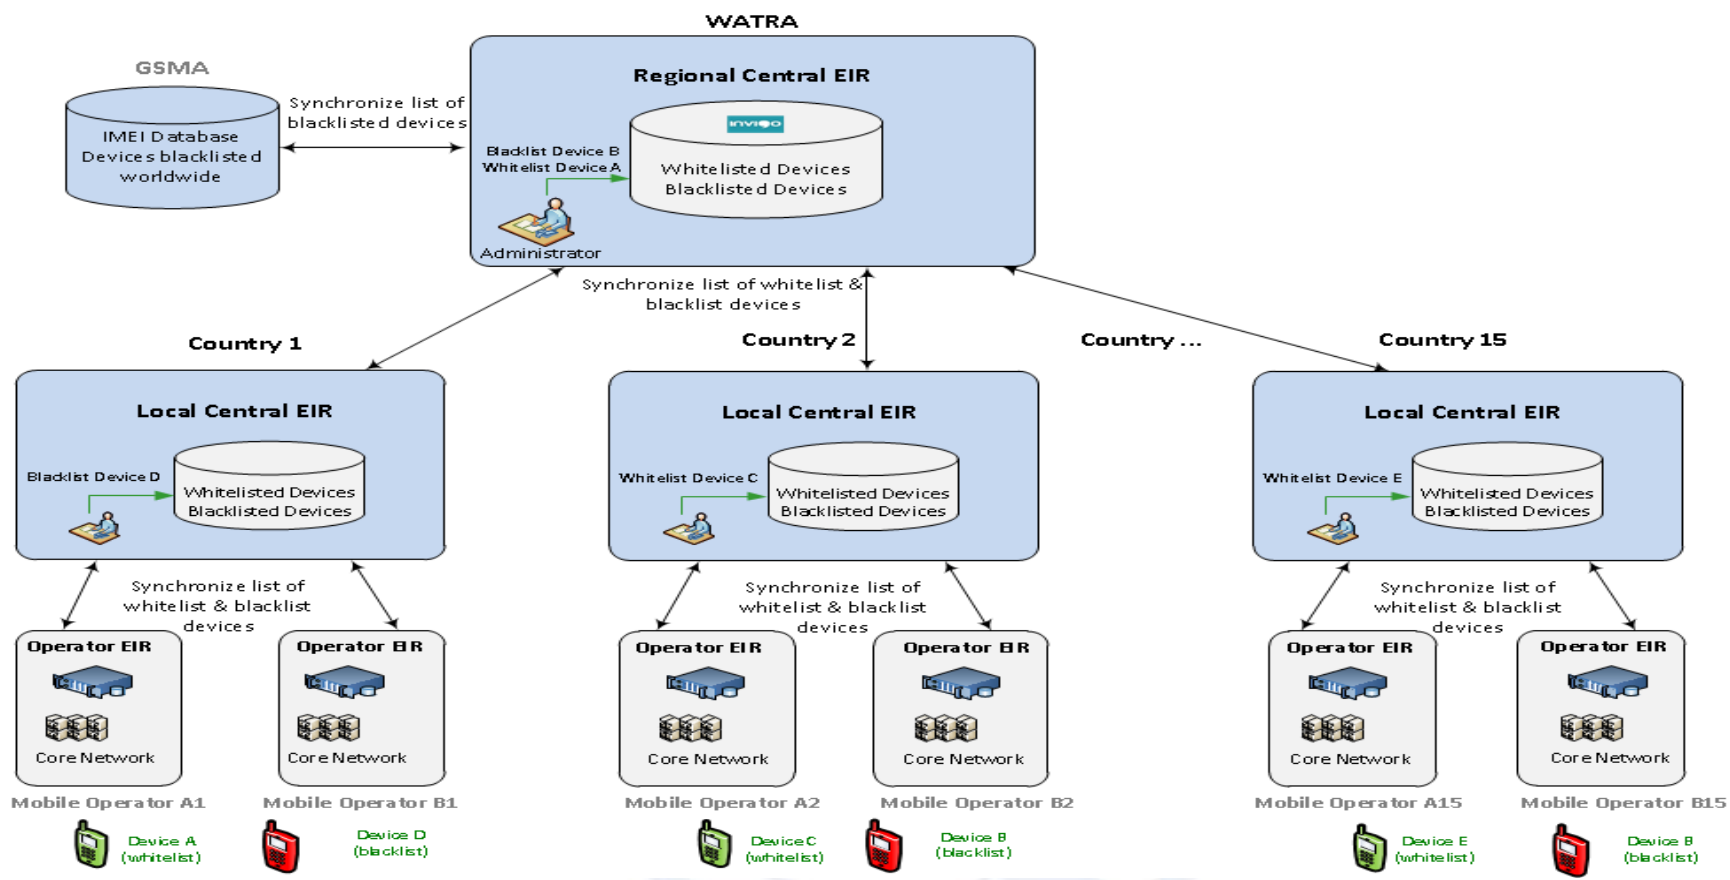 WATRA
GSMA
IMEI Database
Devices blacklisted
worldwide
Synchronize list of
blacklisted devices
Regional Central EIR
invigo
Blacklist Device B
Whitelist Device A
Whitelisted Devices
Blacklisted Devices
Administrator
Synchronize list of whitelist &
blacklist devices
Country 1
Country 2
Country ...
Country 15
Local Central EIR
Blacklist Device D
Whitelisted Devices
Blacklisted Devices
Local Central EIR
Whitelist Device C
Whitelisted Devices
Blacklisted Devices
Local Central EIR
Whitelist Device E
Whitelisted Devices
Blacklisted Devices
Synchronize list of
whitelist & blacklist
devices
Synchronize list of
whitelist & blacklist
devices
Synchronize list of
whitelist & blacklist
devices
Operator EIR
Core Network
Operator EIR
Core Network
Operator EIR
Core Network
Operator EIR
Core Network
Operator EIR
Core Network
Operator EIR
Core Network
Mobile Operator A1
Mobile Operator B1
Mobile Operator A2
Mobile Operator B2
Mobile Operator A15
Mobile Operator B15
Device A
(whitelist)
Device D
(blacklist)
Device C
(whitelist)
Device B
(blacklist)
Device E
(whitelist)
Device B
(blacklist)